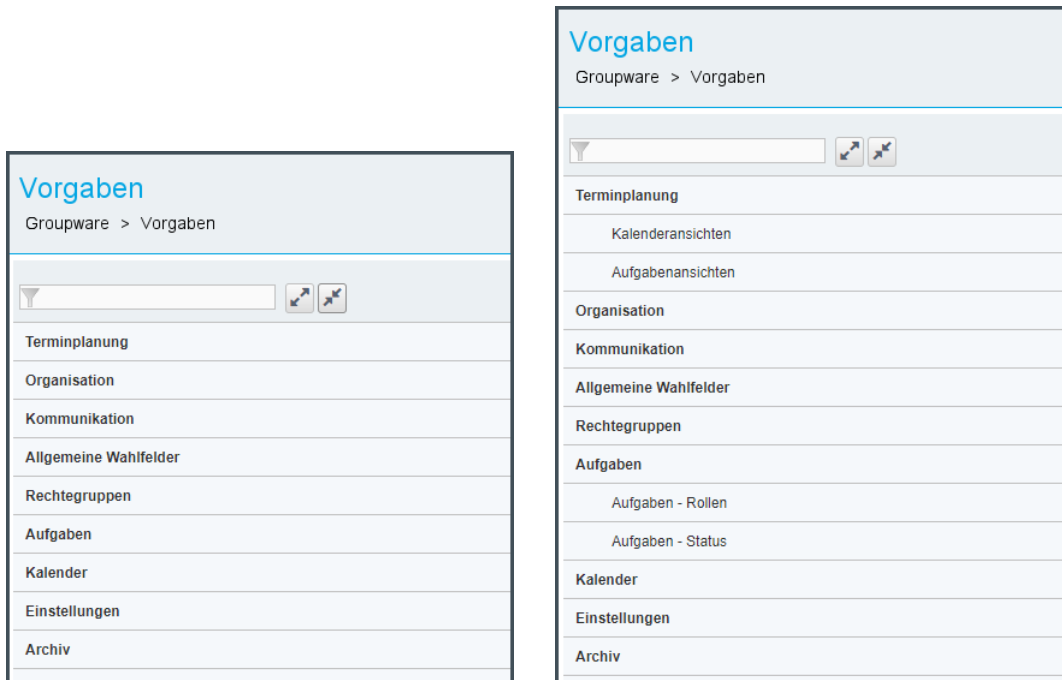 Vorgaben
Groupware > Vorgaben
Terminplanung
Organisation
Kommunikation
Allgemeine Wahlfelder
Rechtegruppen
Aufgaben
Kalender
Einstellungen
Archiv
Vorgaben
Groupware > Vorgaben
Terminplanung
Kalenderansichten
Aufgabenansichten
Organisation
Kommunikation
Allgemeine Wahlfelder
Rechtegruppen
Aufgaben
Aufgaben - Rollen
Aufgaben - Status
Kalender
Einstellungen
Archiv